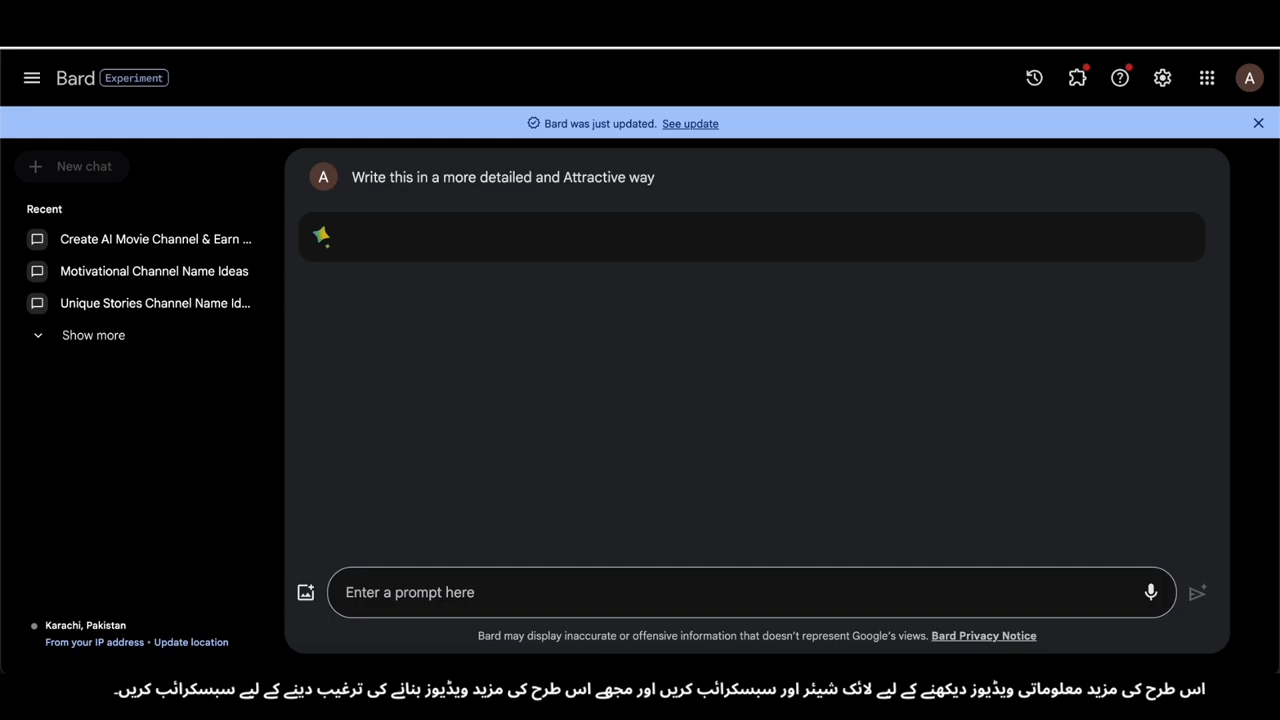 Bard Experiment
A
Bard was just updated. See update
New chat
Recent
Create AI Movie Channel & Earn ...
Motivational Channel Name Ideas
Unique Stories Channel Name Id...
Show more
A Write this in a more detailed and Attractive way
Enter a prompt here
Bard may display inaccurate or offensive information that doesn't represent Google's views. Bard Privacy Notice
Karachi, Pakistan
From your IP address • Update location
اس طرح کی مزید معلوماتی ویڈیوز دیکھنے کے لیے لائک شیئر اور سبسکرائب کریں اور مجھے اس طرح کی مزید ویڈیوز بنانے کی ترغیب دینے کے لیے سبسکرائب کریں۔